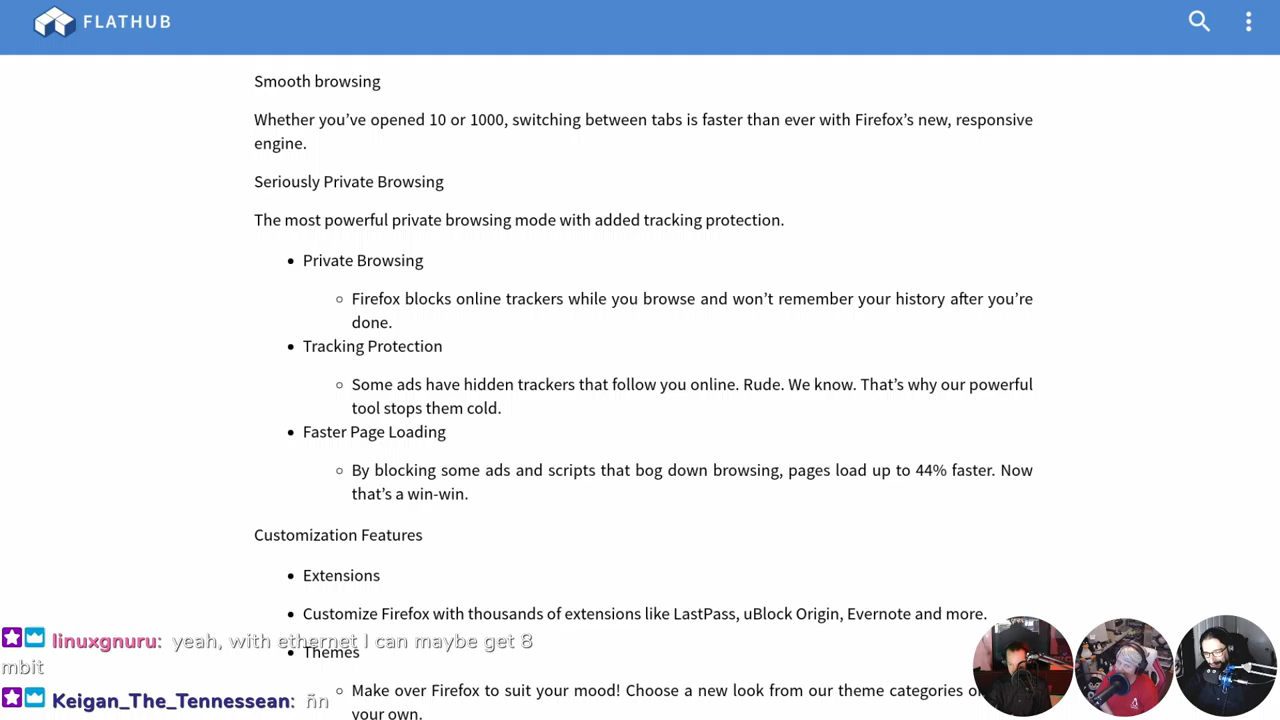 FLATHUB
Smooth browsing
Whether you’ve opened 10 or 1000, switching between tabs is faster than ever with Firefox’s new, responsive
engine.
Seriously Private Browsing
The most powerful private browsing mode with added tracking protection.
Private Browsing
Firefox blocks online trackers while you browse and won’t remember your history after you’re
done.
Tracking Protection
Some ads have hidden trackers that follow you online. Rude. We know. That’s why our powerful
tool stops them cold.
Faster Page Loading
By blocking some ads and scripts that bog down browsing, pages load up to 44% faster. Now
that’s a win-win.
Customization Features
Extensions
Customize Firefox with thousands of extensions like LastPass, uBlock Origin, Evernote and more.
linuxgnuru: yeah, with ethernet I can maybe get 8
mbit
Themes
Keigan_The_Tennessean: ñn
Make over Firefox to suit your mood! Choose a new look from our theme categories
your own.